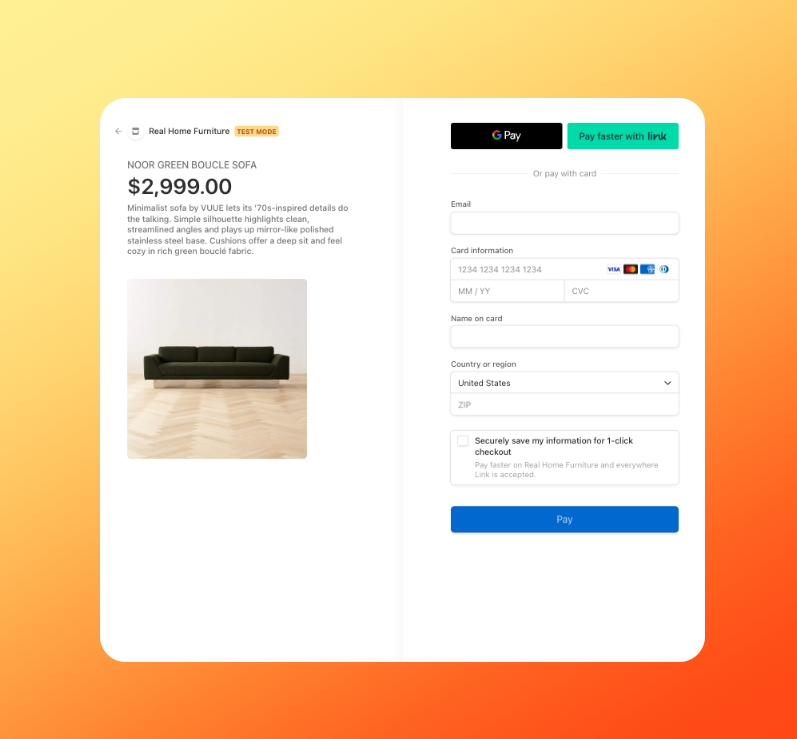 Real Home Furniture TEST MODE
NOOR GREEN BOUCLE SOFA
$2,999.00
Minimalist sofa by VUUE lets its '70s-inspired details do
the talking. Simple silhouette highlights clean,
streamlined angles and plays up mirror-like polished
stainless steel base. Cushions offer a deep sit and feel
cozy in rich green bouclé fabric.
G Pay
Pay faster with link
Or pay with card
Email
Card information
1234 1234 1234 1234 VISA
MM / YY CVC
Name on card
Country or region
United States
ZIP
Securely save my information for 1-click
checkout
Pay faster on Real Home Furniture and everywhere
Link is accepted.
Pay